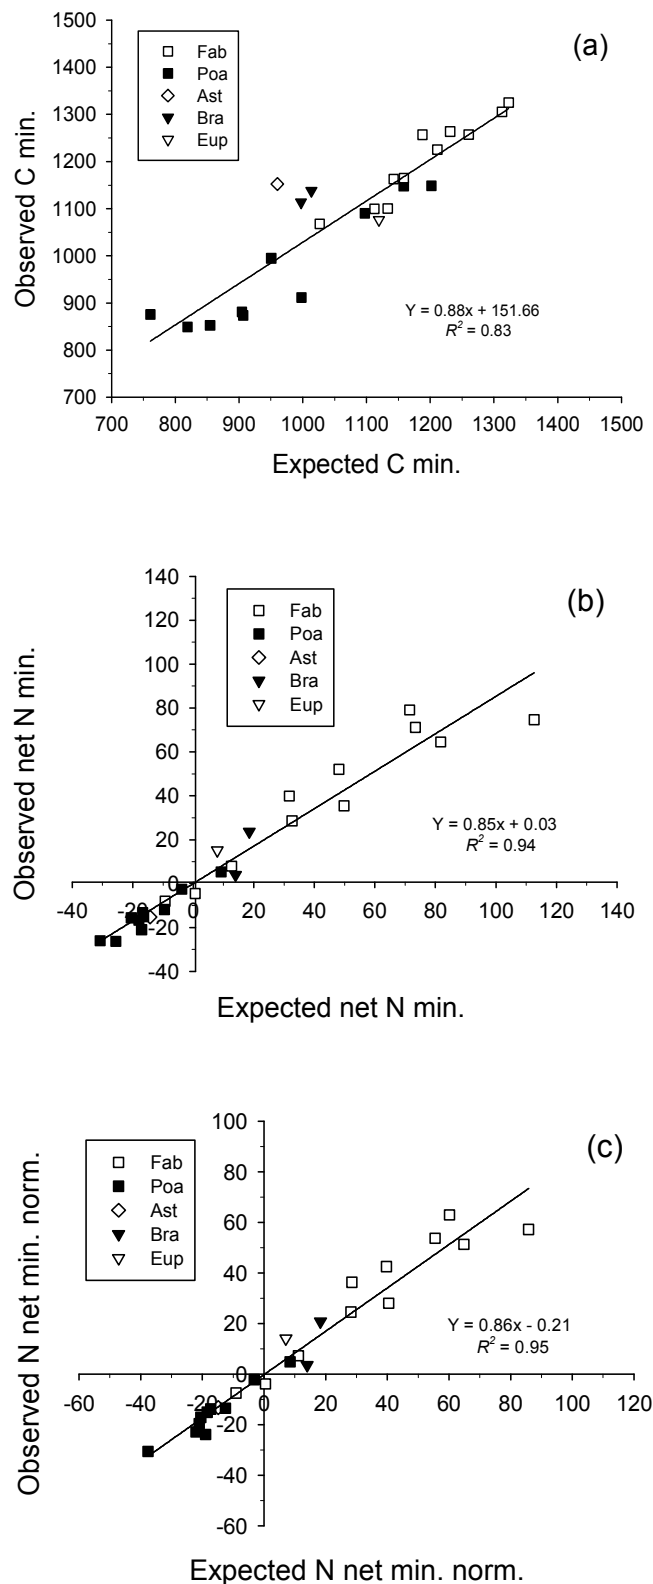 1500
(a)
Fab
1400
Poa
Ast
1300
Bra
Eup
1200
1100
1000
900
Y = 0.88x + 151.66
R² = 0.83
800
700
700 800 900 1000 1100 1200 1300 1400 1500
Observed C min.
Expected C min.
140
(b)
Fab
120
Poa
Ast
100
Bra
Eup
80
60
40
20
Y = 0.85x + 0.03
R² = 0.94
0
-40 -20 0 20 40 60 80 100 120 140
-20
-40
Observed net N min.
Expected net N min.
100
(c)
Fab
80
Poa
Ast
60
Bra
Eup
40
20
Y = 0.86x - 0.21
R² = 0.95
0
-60 -40 -20 0 20 40 60 80 100 120
-20
-40
-60
Observed N net min. norm.
Expected N net min. norm.